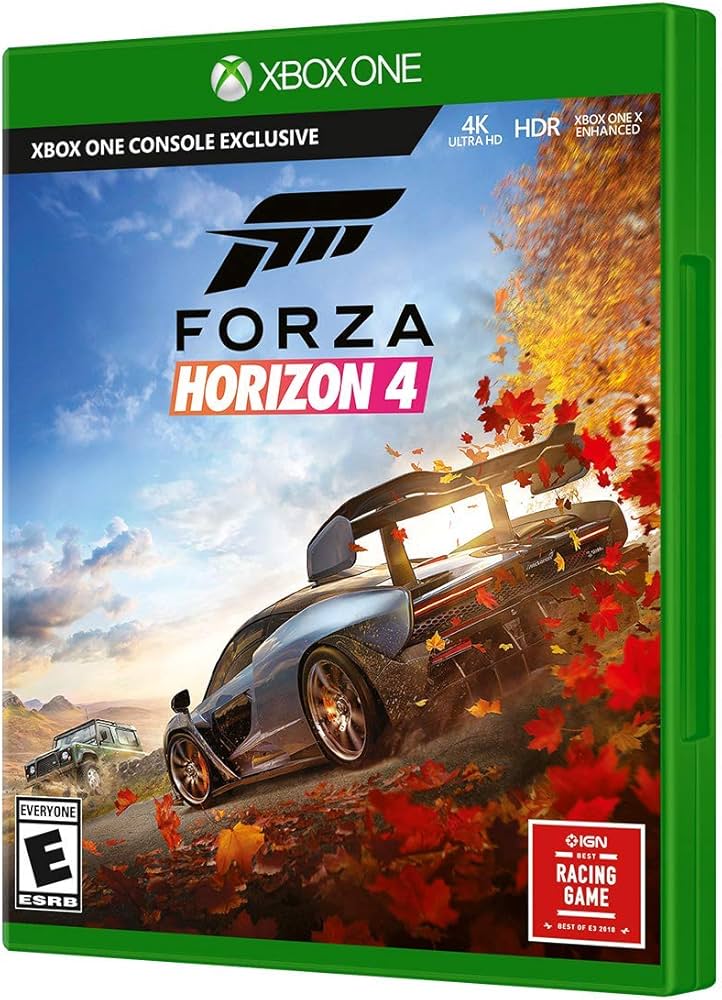 XBOX ONE
XBOX ONE CONSOLE EXCLUSIVE
4K
ULTRA HD
HDR
XBOX ONE X
ENHANCED
FORZA
HORIZON 4
EVERYONE
E
ESRB
IGN
BEST
RACING
GAME
BEST OF E3 2018